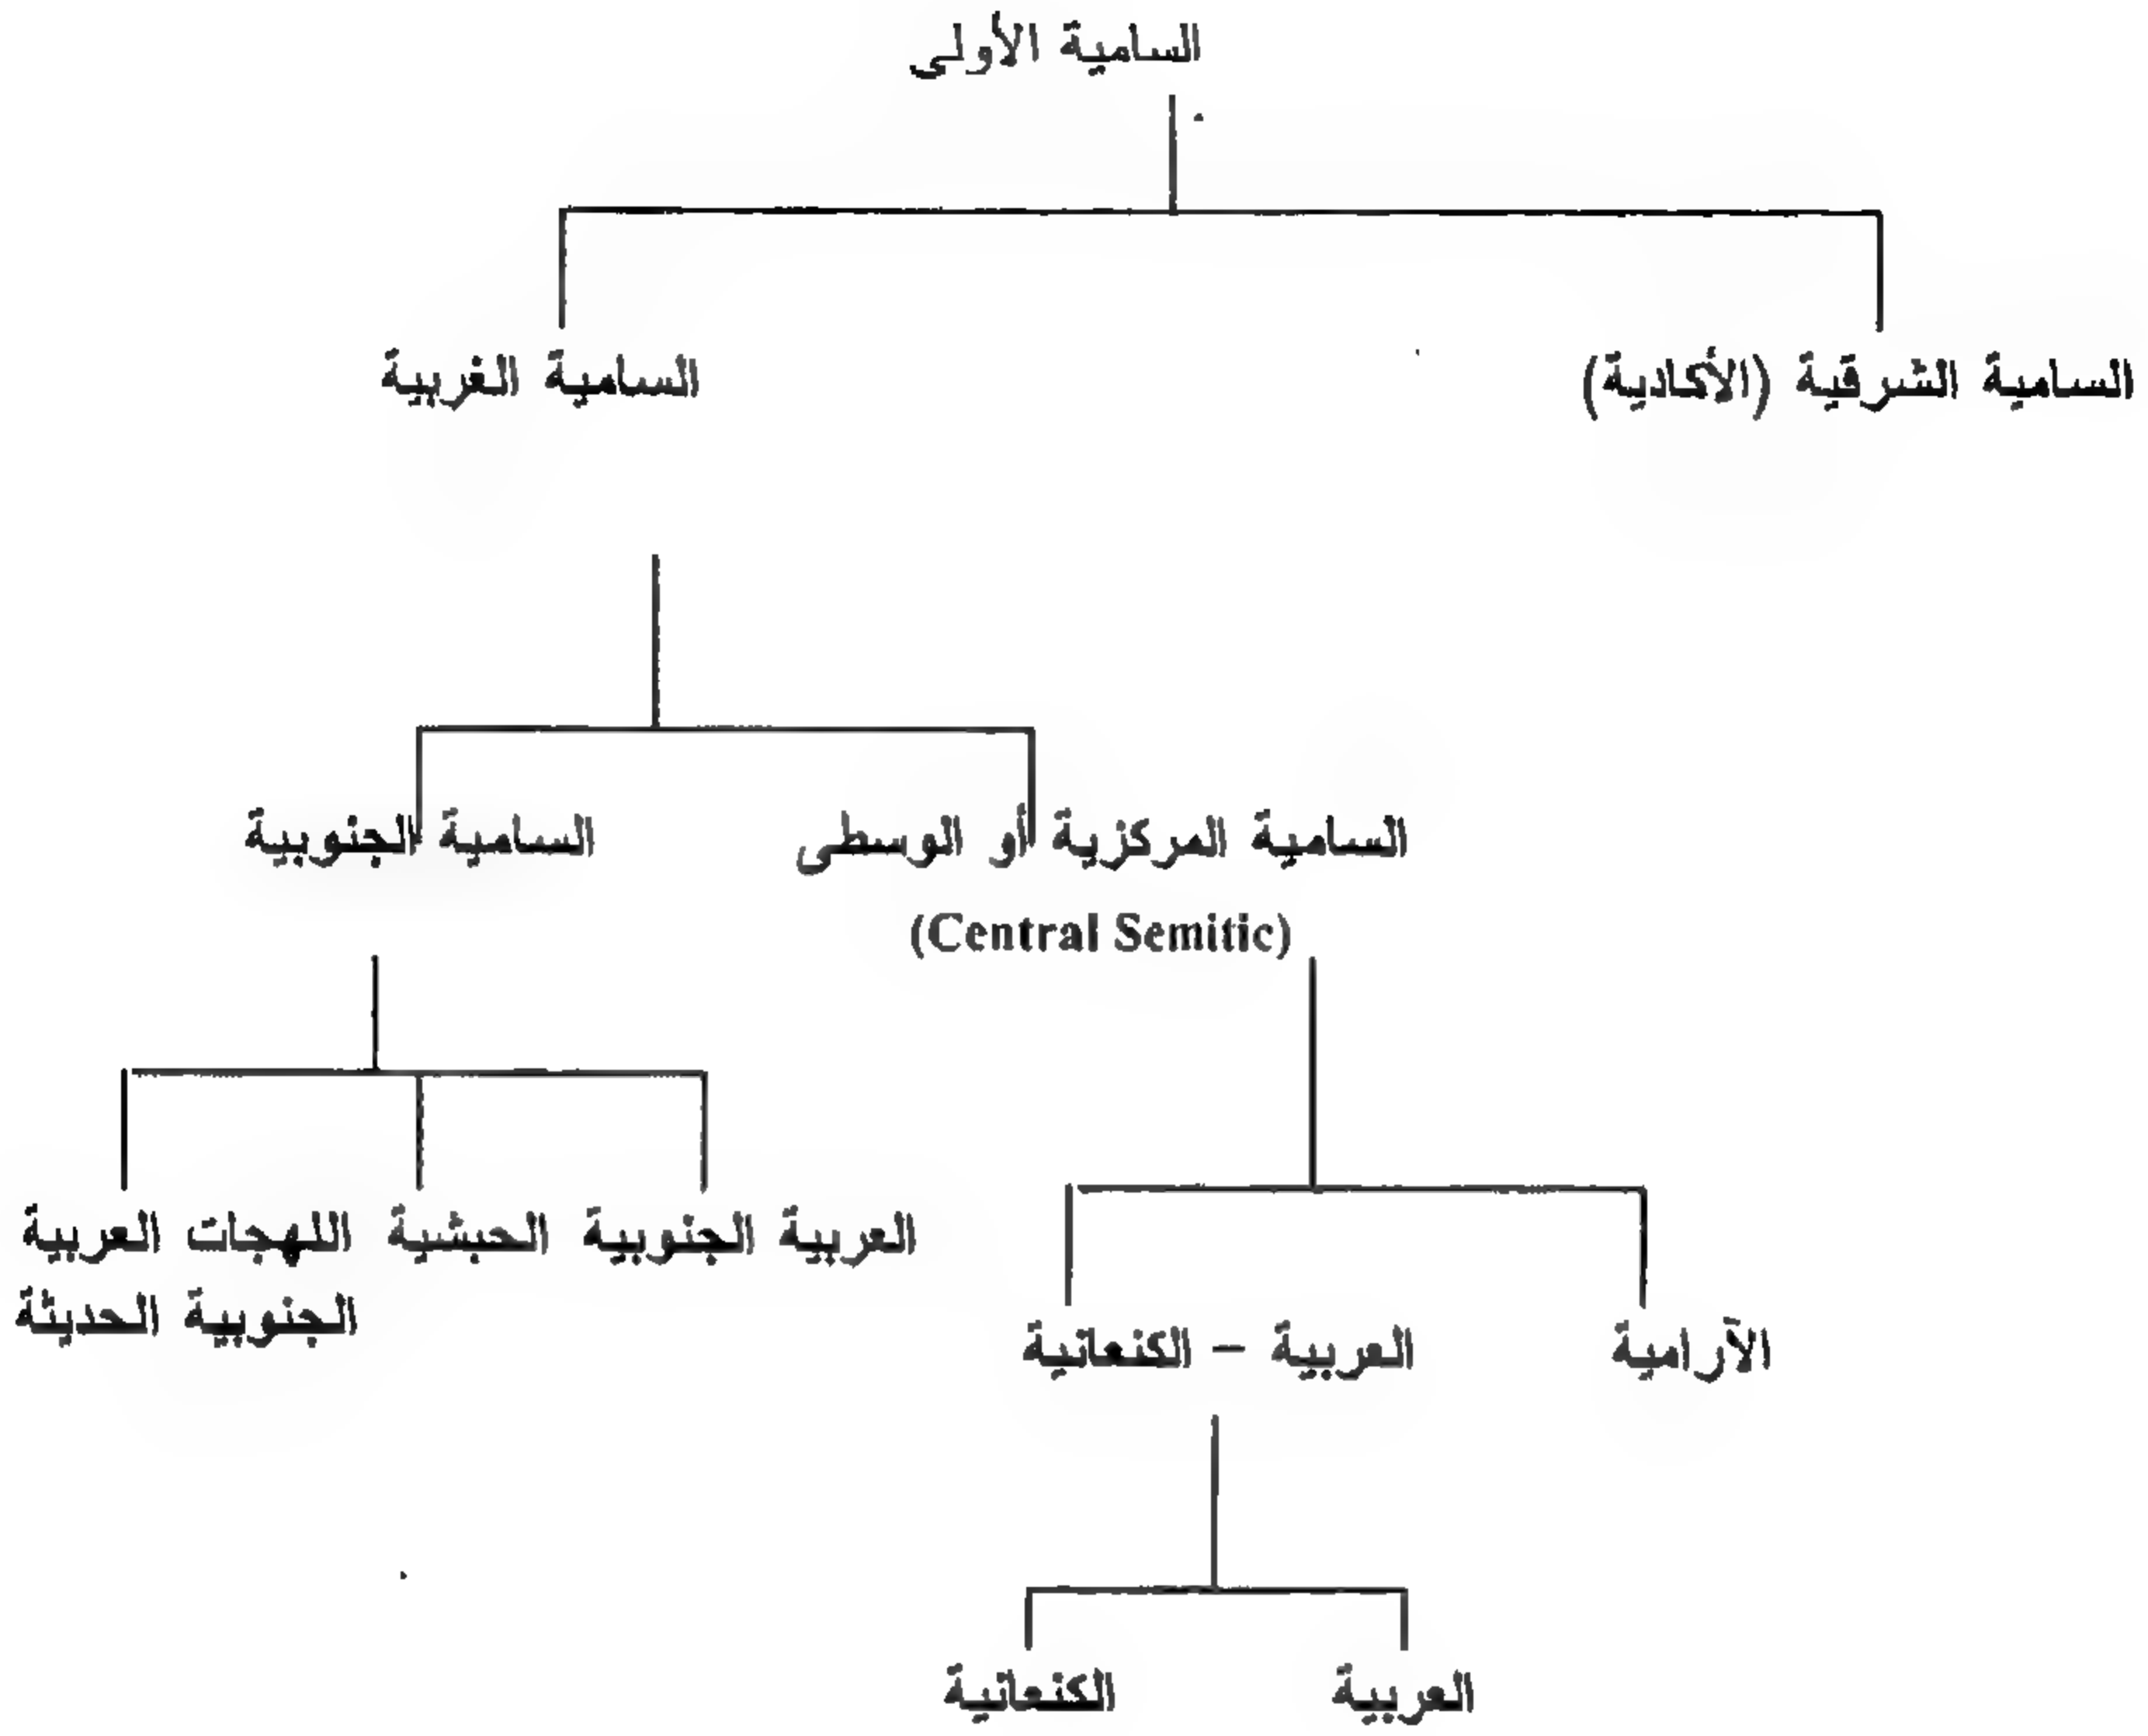 السامية الأولى
السامية الشرقية (الأكادية)
السامية الغربية
السامية المركزية أو الوسطى
(Central Semitic)
السامية الجنوبية
العربية الجنوبية
الحبشية
اللهجات العربية
الجنوبية الحديثة
الآرامية
العربية – الكنعانية
العربية
الكنعانية